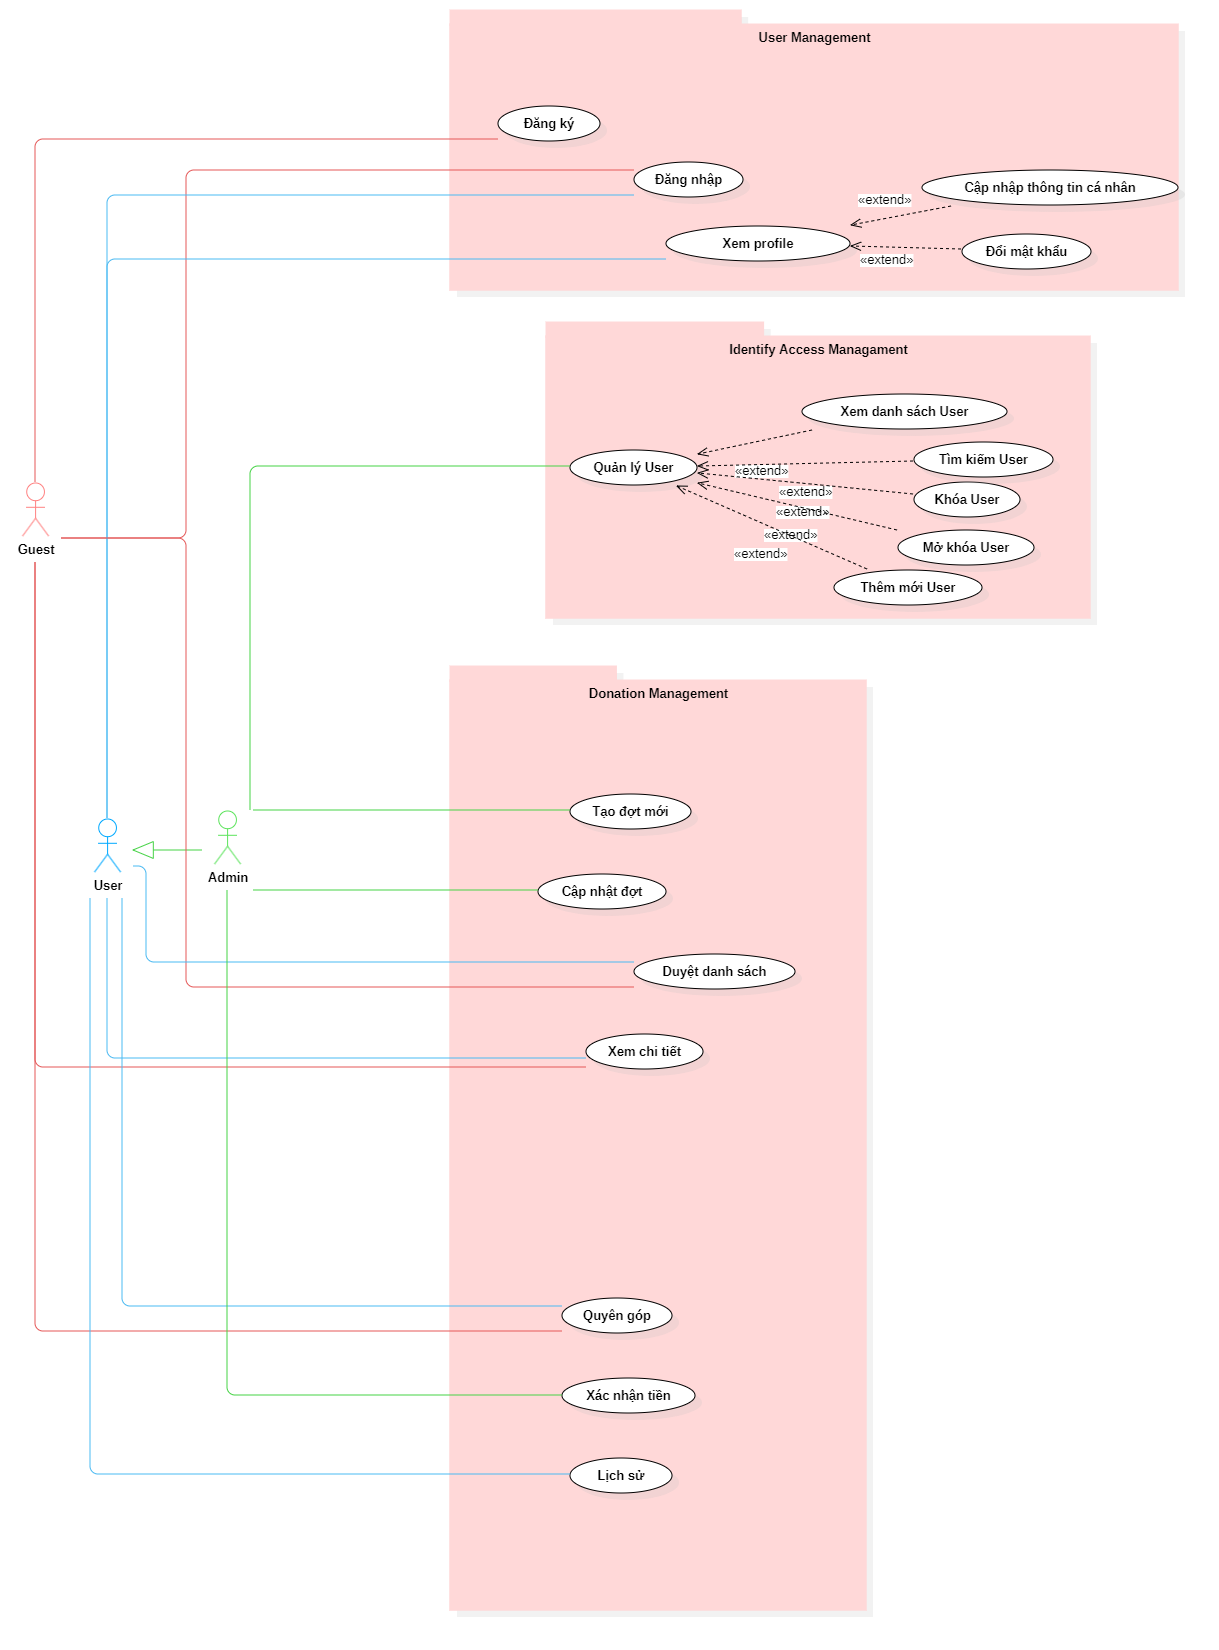 User Management
Đăng ký
Đăng nhập
Cập nhập thông tin cá nhân
«extend»
Xem profile
Đổi mật khẩu
«extend»
Identify Access Managament
Xem danh sách User
Quản lý User
Tìm kiếm User
«extend»
«extend»
Khóa User
«extend»
«extend»
Mở khóa User
«extend»
Thêm mới User
Guest
Donation Management
Tạo đợt mới
User
Admin
Cập nhật đợt
Duyệt danh sách
Xem chi tiết
Quyên góp
Xác nhận tiền
Lịch sử